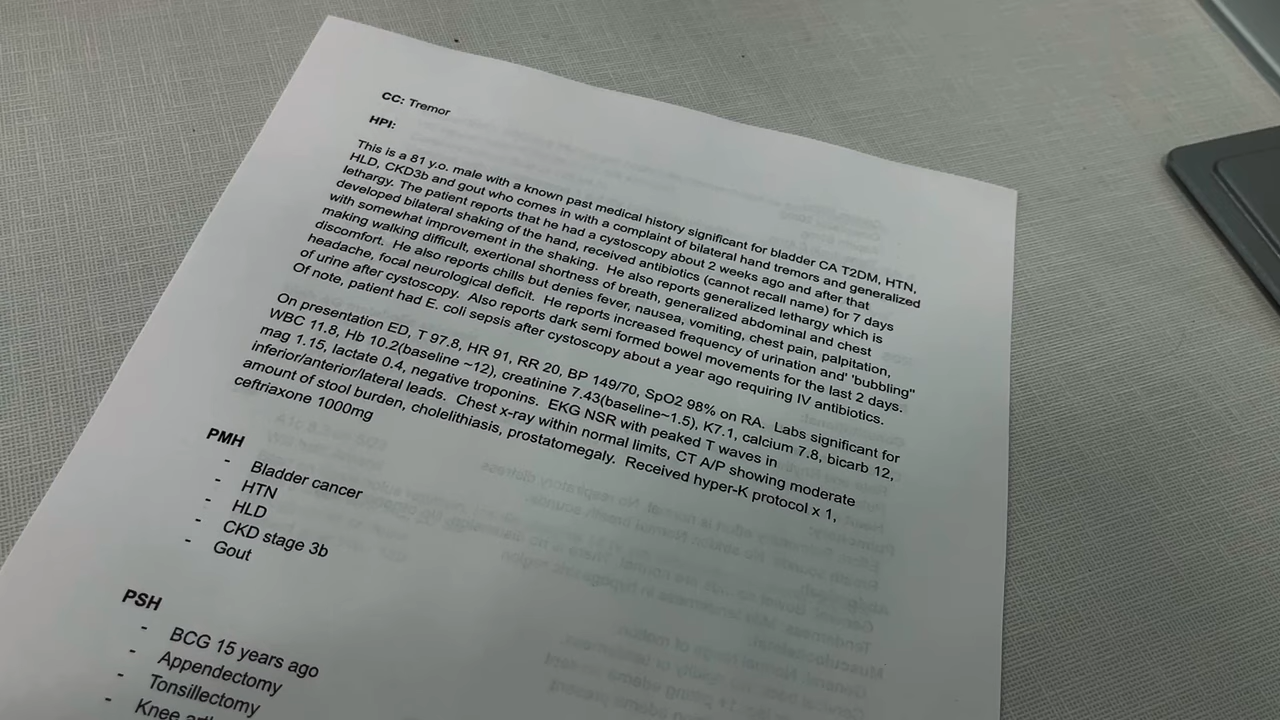 CC: Tremor
HPI:
This is a 81 y.o. male with a known past medical history significant for bladder CA T2DM, HTN,
HLD, CKD3b and gout who comes in with a complaint of bilateral hand tremors and generalized
lethargy. The patient reports that he had a cystoscopy about 2 weeks ago and after that
developed bilateral shaking of the hand, received antibiotics (cannot recall name) for 7 days
with somewhat improvement in the shaking. He also reports generalized lethargy which is
making walking difficult, exertional shortness of breath, generalized abdominal and chest
discomfort. He also reports chills but denies fever, nausea, vomiting, chest pain, palpitation,
headache, focal neurological deficit. He reports increased frequency of urination and' 'bubbling"
of urine after cystoscopy. Also reports dark semi formed bowel movements for the last 2 days.
Of note, patient had E. coli sepsis after cystoscopy about a year ago requiring IV antibiotics.
On presentation ED, T 97.8, HR 91, RR 20, BP 149/70, SpO2 98% on RA. Labs significant for
WBC 11.8, Hb 10.2(baseline ~12), creatinine 7.43(baseline~1.5), K7.1, calcium 7.8, bicarb 12,
mag 1.15, lactate 0.4, negative troponins. EKG NSR with peaked T waves in
inferior/anterior/lateral leads. Chest x-ray within normal limits, CT A/P showing moderate
amount of stool burden, cholelithiasis, prostatomegaly. Received hyper-K protocol x 1,
ceftriaxone 1000mg
PMH
- Bladder cancer
- HTN
- HLD
- CKD stage 3b
- Gout
PSH
- BCG 15 years ago
- Appendectomy
- Tonsillectomy
- Knee